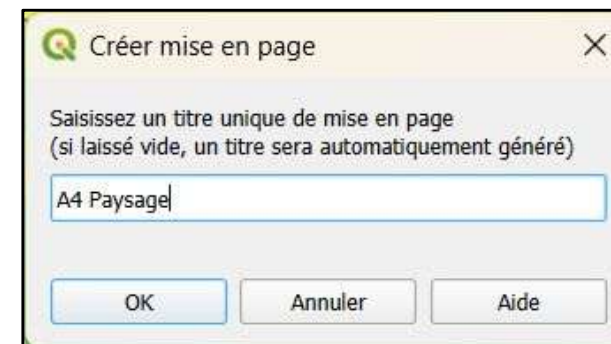 Créer mise en page
Saisissez un titre unique de mise en page
(si laissé vide, un titre sera automatiquement généré)
A4 Paysage
OK Annuler Aide